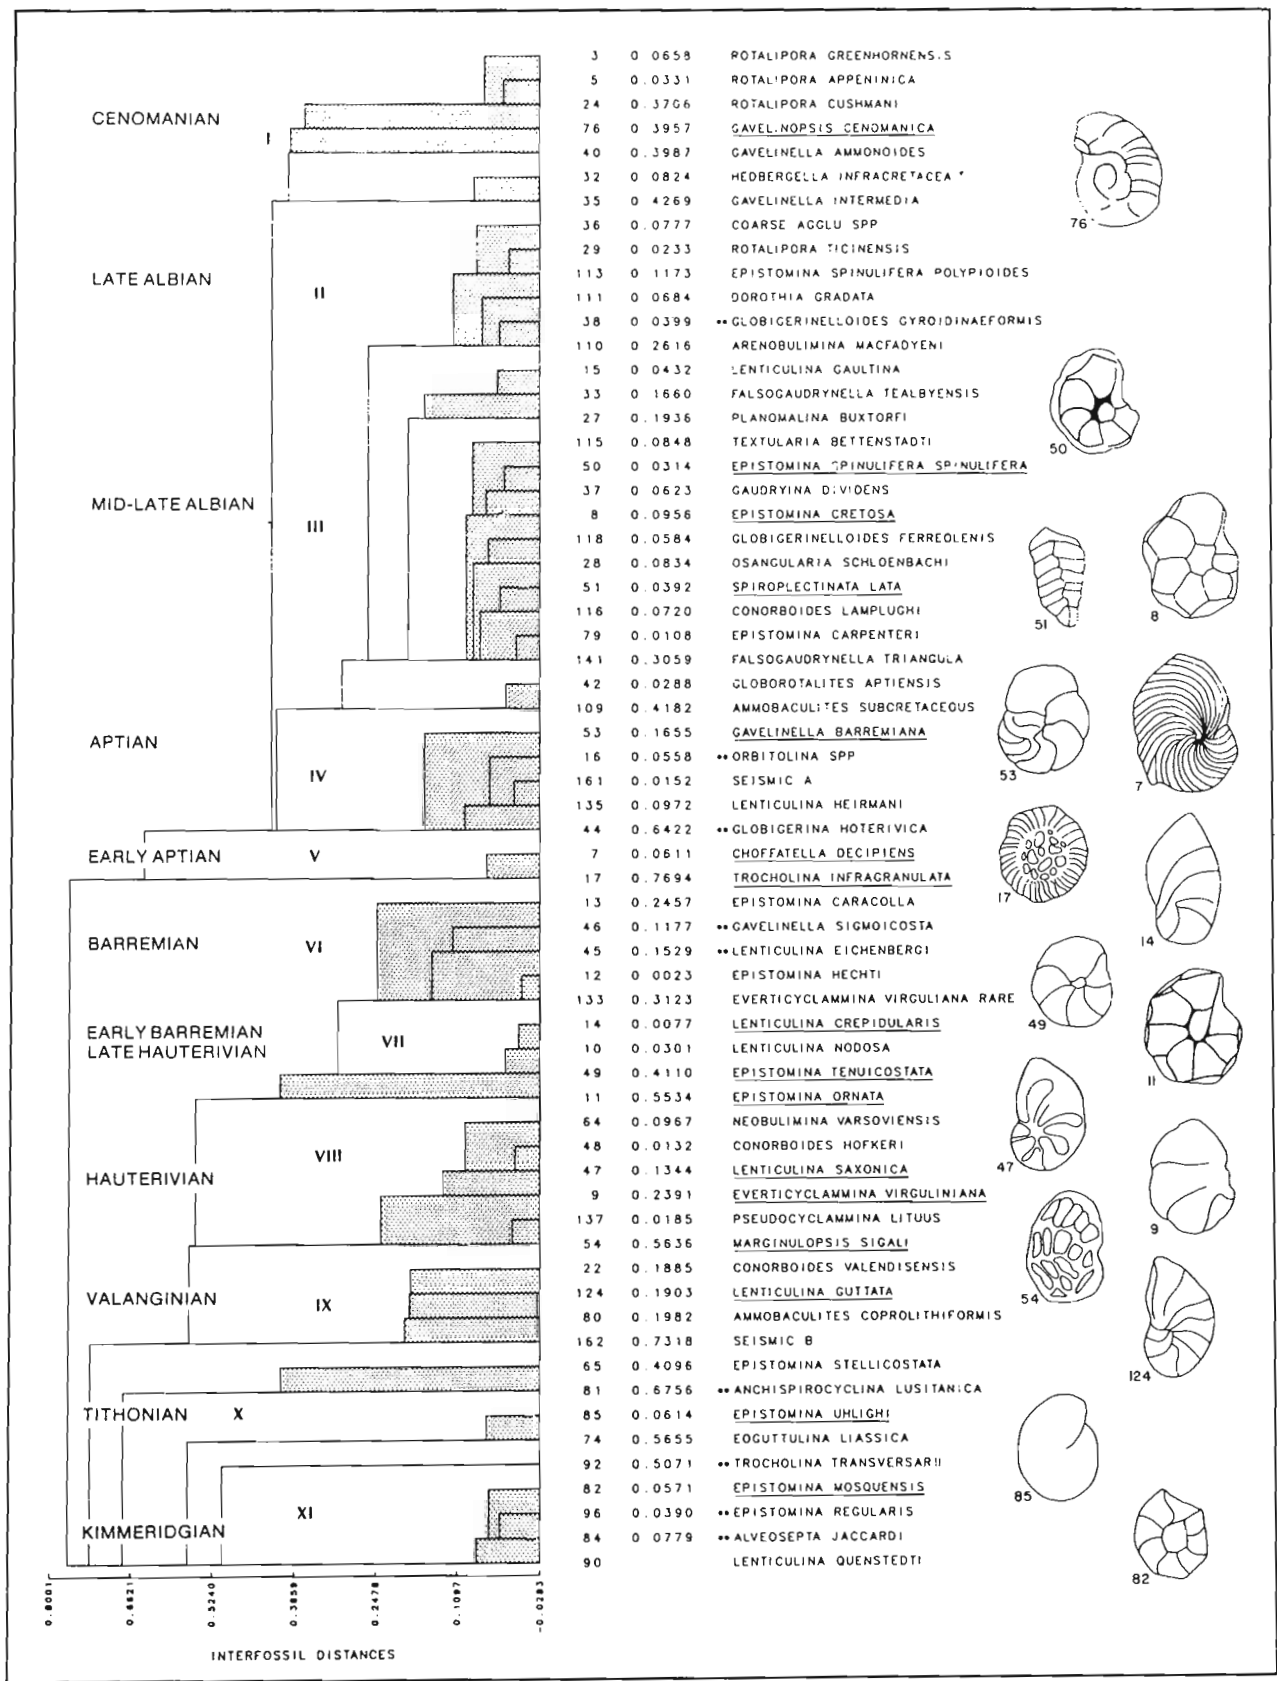 3 0 0658 ROTALIPORA GREENHORNENS.S
5 0.0331 ROTALIPORA APPENINICA
24 0.3706 ROTALIPORA CUSHMANI
CENOMANIAN
I
76 0 3957 GAVEL.NOPSIS CENOMANICA
40 0.3987 GAVELINELLA AMMONOIDES
32 0 0824 HEDBERGELLA INFRACRETACEA *
35 0 4269 GAVELINELLA INTERMEDIA
76
36 0.0777 COARSE AGGLU SPP
29 0 0233 ROTALIPORA TICINENSIS
LATE ALBIAN
II
113 0 1173 EPISTOMINA SPINULIFERA POLYPIOIDES
111 0 0684 DOROTHIA GRADATA
38 0 0399 ••GLOBIGERINELLOIDES GYROIDINAEFORMIS
110 0 2616 ARENOBULIMINA MACFADYENI
15 0 0432 LENTICULINA GAULTINA
33 0 1660 FALSOGAUDRYNELLA TEALBYENSIS
27 0.1936 PLANOMALINA BUXTORFI
115 0.0848 TEXTULARIA BETTENSTADTI
50
50 0 0314 EPISTOMINA SPINULIFERA SPINULIFERA
37 0 0623 GAUDRYINA DIVIDENS
MID-LATE ALBIAN
III
8 0.0956 EPISTOMINA CRETOSA
118 0.0584 GLOBIGERINELLOIDES FERREOLENIS
28 0.0834 OSANGULARIA SCHLOENBACHI
51 0.0392 SPIROPLECTINATA LATA
116 0.0720 CONORBOIDES LAMPLUGHI
51
8
79 0.0108 EPISTOMINA CARPENTERI
141 0.3059 FALSOGAUDRYNELLA TRIANGULA
42 0.0288 GLOBOROTALITES APTIENSIS
109 0.4182 AMMOBACULITES SUBCRETACEOUS
APTIAN
53 0.1655 GAVELINELLA BARREMIANA
16 0.0558 ••ORBITOLINA SPP
IV
161 0.0152 SEISMIC A
53
7
135 0.0972 LENTICULINA HEIRMANI
44 0.6422 ••GLOBIGERINA HOTERIVICA
EARLY APTIAN V
7 0.0611 CHOFFATELLA DECIPIENS
17 0.7694 TROCHOLINA INFRAGRANULATA
17
13 0.2457 EPISTOMINA CARACOLLA
46 0.1177 ••GAVELINELLA SIGMOICOSTA
14
BARREMIAN VI
45 0.1529 ••LENTICULINA EICHENBERGI
12 0 0023 EPISTOMINA HECHTI
133 0.3123 EVERTICYCLAMMINA VIRGULIANA RARE
49
EARLY BARREMIAN
LATE HAUTERIVIAN
VII
14 0.0077 LENTICULINA CREPIDULARIS
10 0.0301 LENTICULINA NODOSA
49 0.4110 EPISTOMINA TENUICOSTATA
11
11 0.5534 EPISTOMINA ORNATA
64 0.0967 NEOBULIMINA VARSOVIENSIS
48 0.0132 CONORBOIDES HOFKERI
VIII
HAUTERIVIAN
47 0.1344 LENTICULINA SAXONICA
47
9 0.2391 EVERTICYCLAMMINA VIRGULINIANA
137 0.0185 PSEUDOCYCLAMMINA LITUUS
9
54 0.5636 MARGINULOPSIS SIGALI
22 0.1885 CONORBOIDES VALENDISENSIS
VALANGINIAN IX
124 0.1903 LENTICULINA GUTTATA
54
80 0.1982 AMMOBACULITES COPROLITHIFORMIS
162 0.7318 SEISMIC B
65 0.4096 EPISTOMINA STELLICOSTATA
124
81 0.6756 ••ANCHISPIROCYCLINA LUSITANICA
TITHONIAN X
85 0.0614 EPISTOMINA UHLIGHI
74 0.5655 EOGUTTULINA LIASSICA
92 0.5071 ••TROCHOLINA TRANSVERSARII
85
82 0.0571 EPISTOMINA MOSQUENSIS
96 0.0390 ••EPISTOMINA REGULARIS
XI
KIMMERIDGIAN
84 0 0779 ••ALVEOSEPTA JACCARDI
90 LENTICULINA QUENSTEDTI
82
0.8001 0.6621 0.5240 0.3859 0.2478 0.1097 -0.0283
INTERFOSSIL DISTANCES